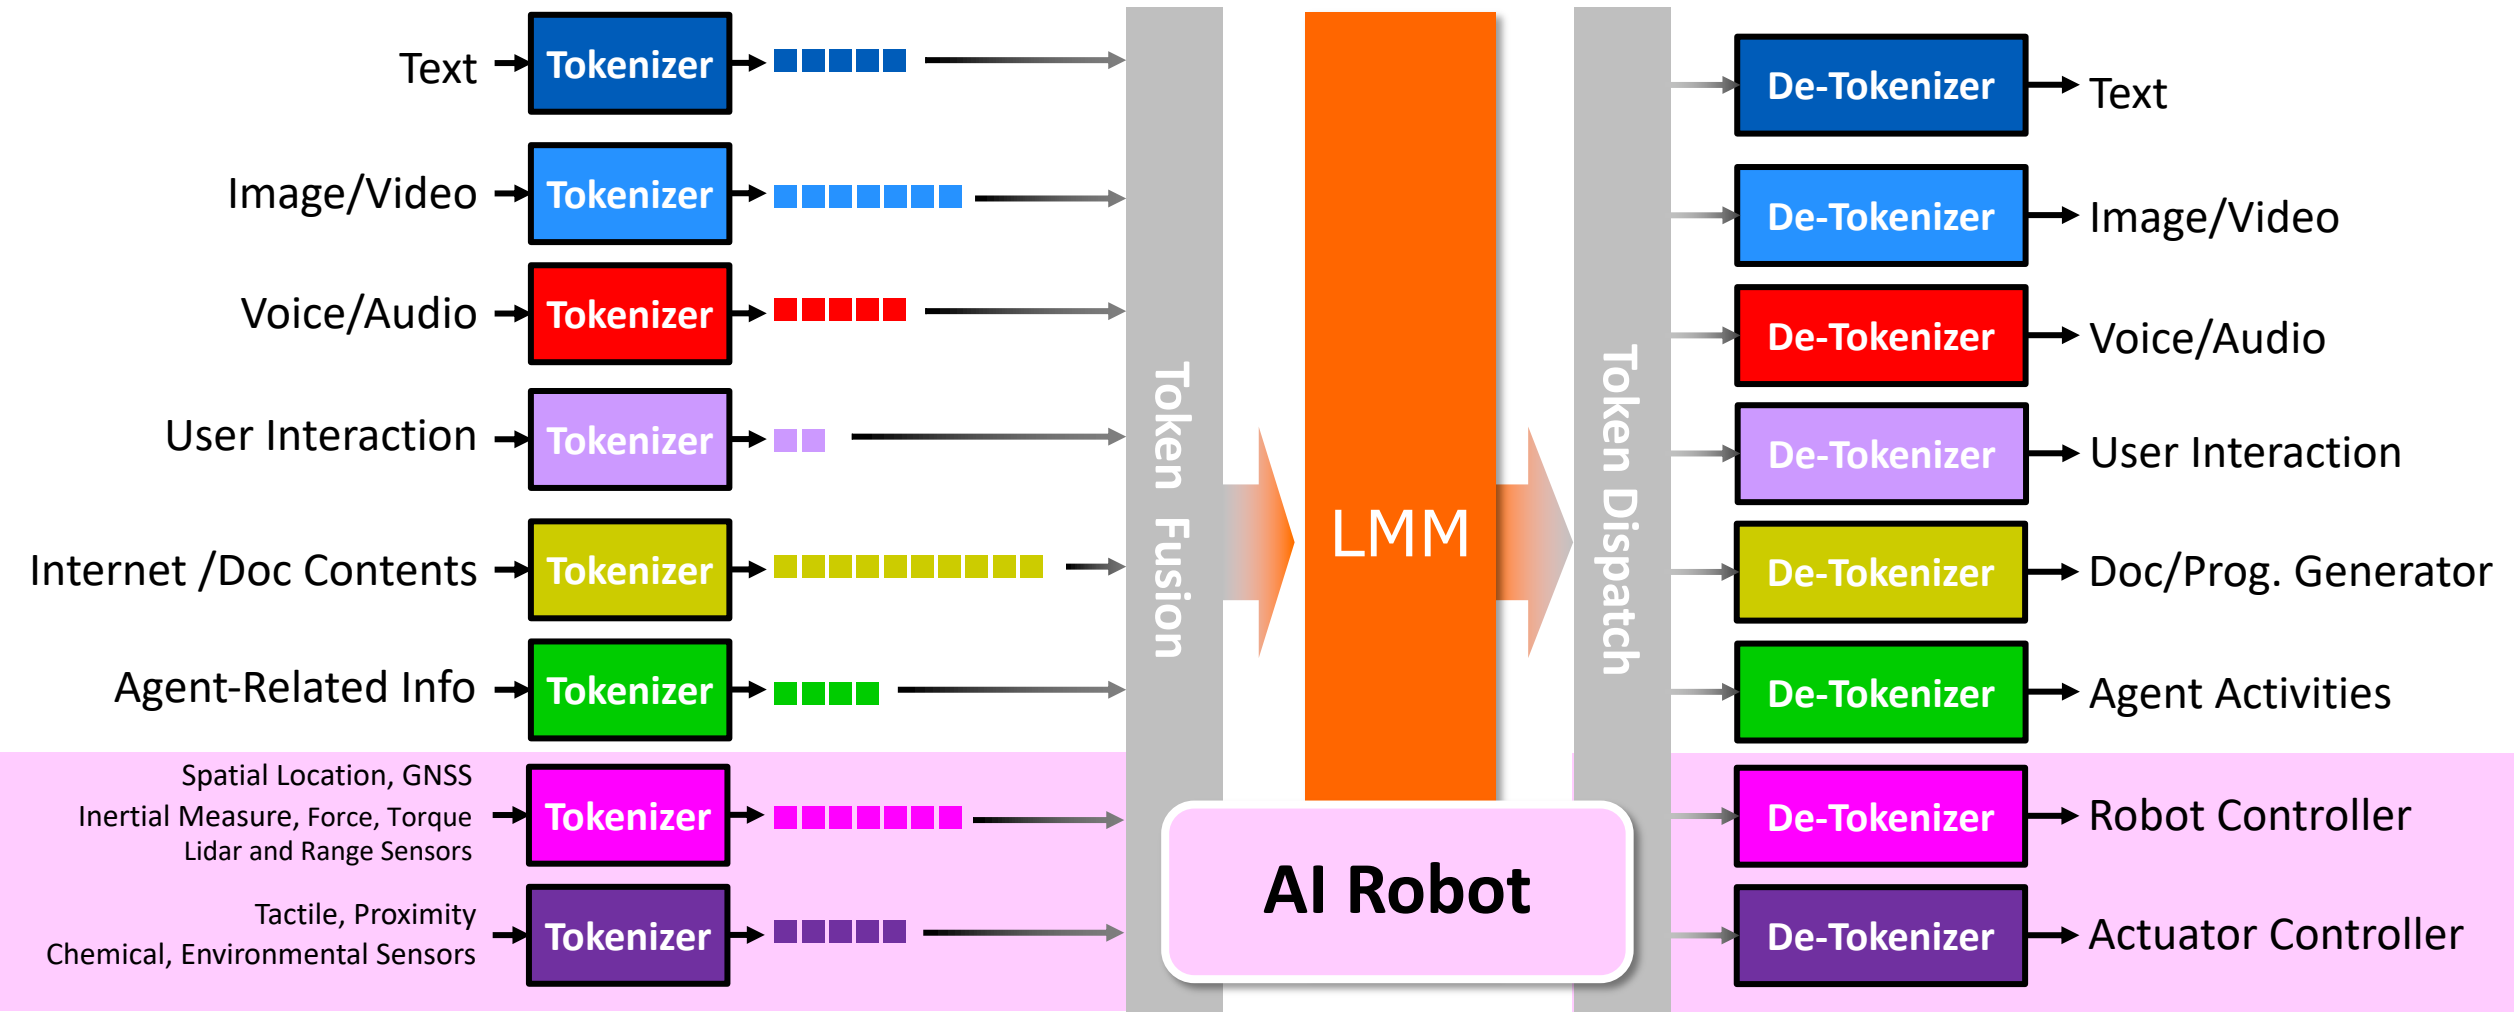 Text
Tokenizer
Image/Video
Tokenizer
Voice/Audio
Tokenizer
User Interaction
Tokenizer
Internet /Doc Contents
Tokenizer
Agent-Related Info
Tokenizer
Spatial Location, GNSS
Inertial Measure, Force, Torque
Lidar and Range Sensors
Tokenizer
Tactile, Proximity
Chemical, Environmental Sensors
Tokenizer
Token Fusion
LMM
AI Robot
Token Dispatch
De-Tokenizer
Text
De-Tokenizer
Image/Video
De-Tokenizer
Voice/Audio
De-Tokenizer
User Interaction
De-Tokenizer
Doc/Prog. Generator
De-Tokenizer
Agent Activities
De-Tokenizer
Robot Controller
De-Tokenizer
Actuator Controller